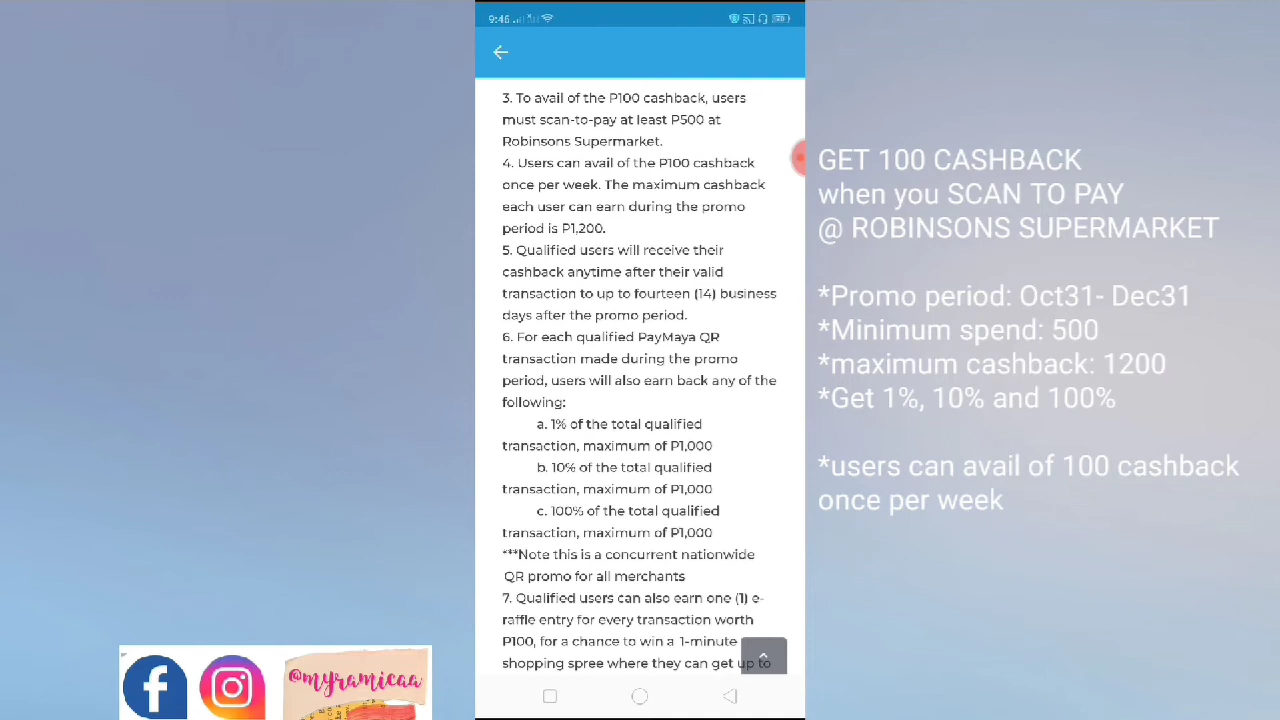 9:46
70
3. To avail of the P100 cashback, users
must scan-to-pay at least P500 at
Robinsons Supermarket.
4. Users can avail of the P100 cashback
once per week. The maximum cashback
each user can earn during the promo
period is P1,200.
5. Qualified users will receive their
cashback anytime after their valid
transaction to up to fourteen (14) business
days after the promo period.
6. For each qualified PayMaya QR
transaction made during the promo
period, users will also earn back any of the
following:
a. 1% of the total qualified
transaction, maximum of P1,000
b. 10% of the total qualified
transaction, maximum of P1,000
c. 100% of the total qualified
transaction, maximum of P1,000
***Note this is a concurrent nationwide
QR promo for all merchants
7. Qualified users can also earn one (1) e-
raffle entry for every transaction worth
P100, for a chance to win a 1-minute
shopping spree where they can get up to
GET 100 CASHBACK
when you SCAN TO PAY
@ ROBINSONS SUPERMARKET
*Promo period: Oct31- Dec31
*Minimum spend: 500
*maximum cashback: 1200
*Get 1%, 10% and 100%
*users can avail of 100 cashback
once per week
@myramicaa